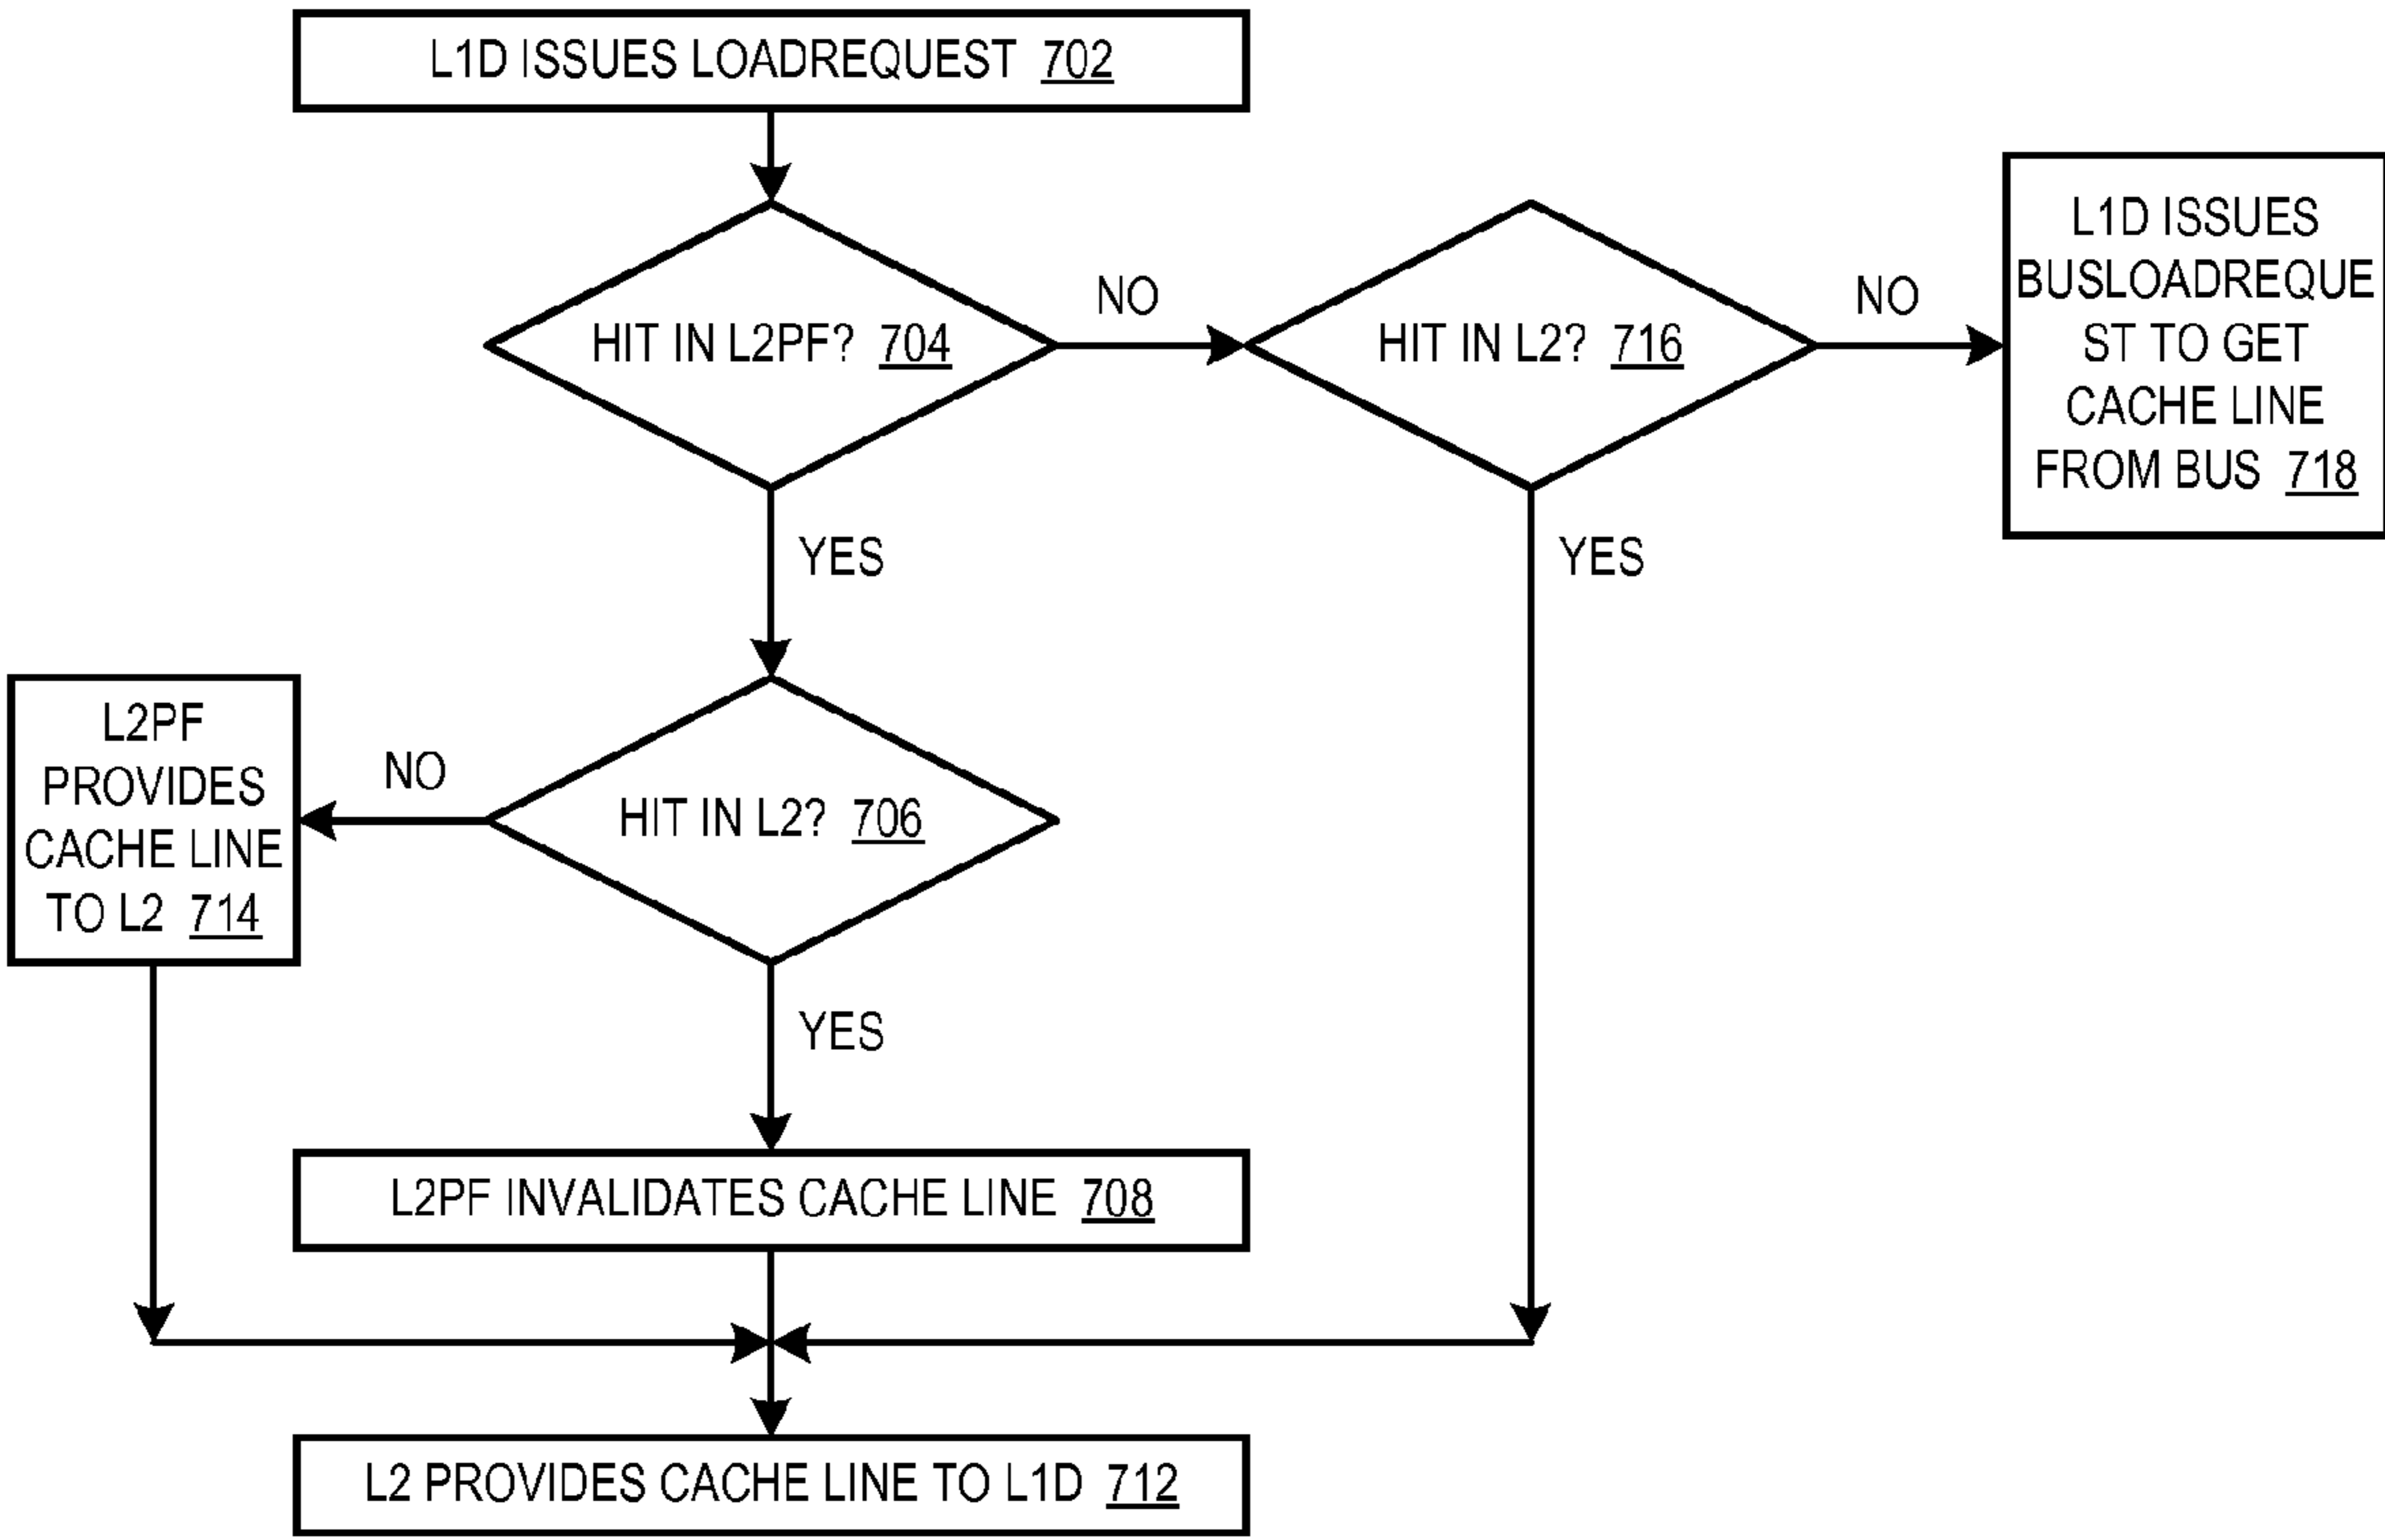 L1D ISSUES LOADREQUEST 702
HIT IN L2PF? 704
NO
HIT IN L2? 716
NO
L1D ISSUES
BUSLOADREQUE
ST TO GET
CACHE LINE
FROM BUS 718
YES
YES
L2PF
PROVIDES
CACHE LINE
TO L2 714
NO
HIT IN L2? 706
YES
L2PF INVALIDATES CACHE LINE 708
L2 PROVIDES CACHE LINE TO L1D 712